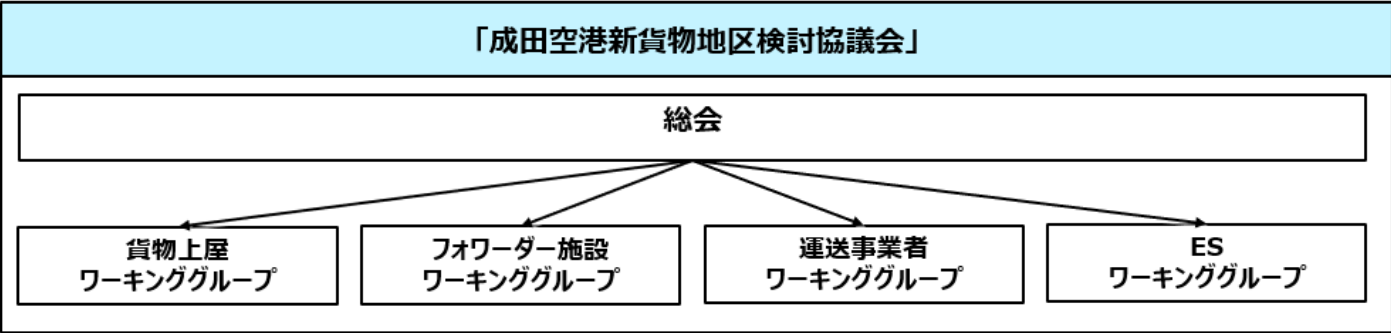 「成田空港新貨物地区検討協議会」
総会
貨物上屋
ワーキンググループ
フォワーダー施設
ワーキンググループ
運送事業者
ワーキンググループ
ES
ワーキンググループ